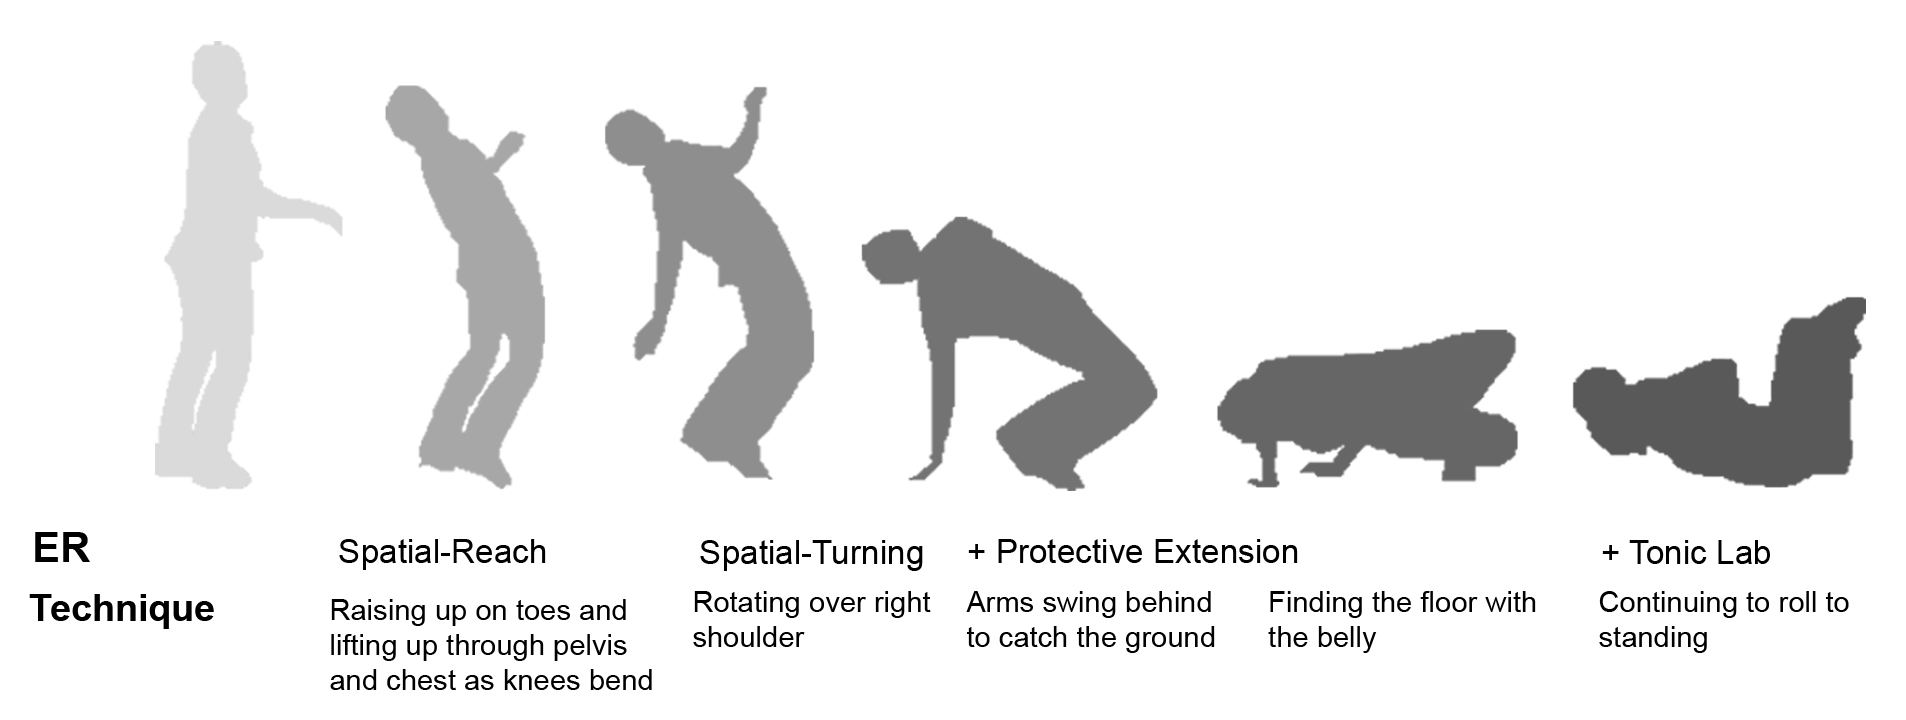 ER
Spatial-Reach
Spatial-Turning
+ Protective Extension
+ Tonic Lab
Technique
Raising up on toes and
lifting up through pelvis
and chest as knees bend
Rotating over right
shoulder
Arms swing behind
to catch the ground
Finding the floor with
the belly
Continuing to roll to
standing